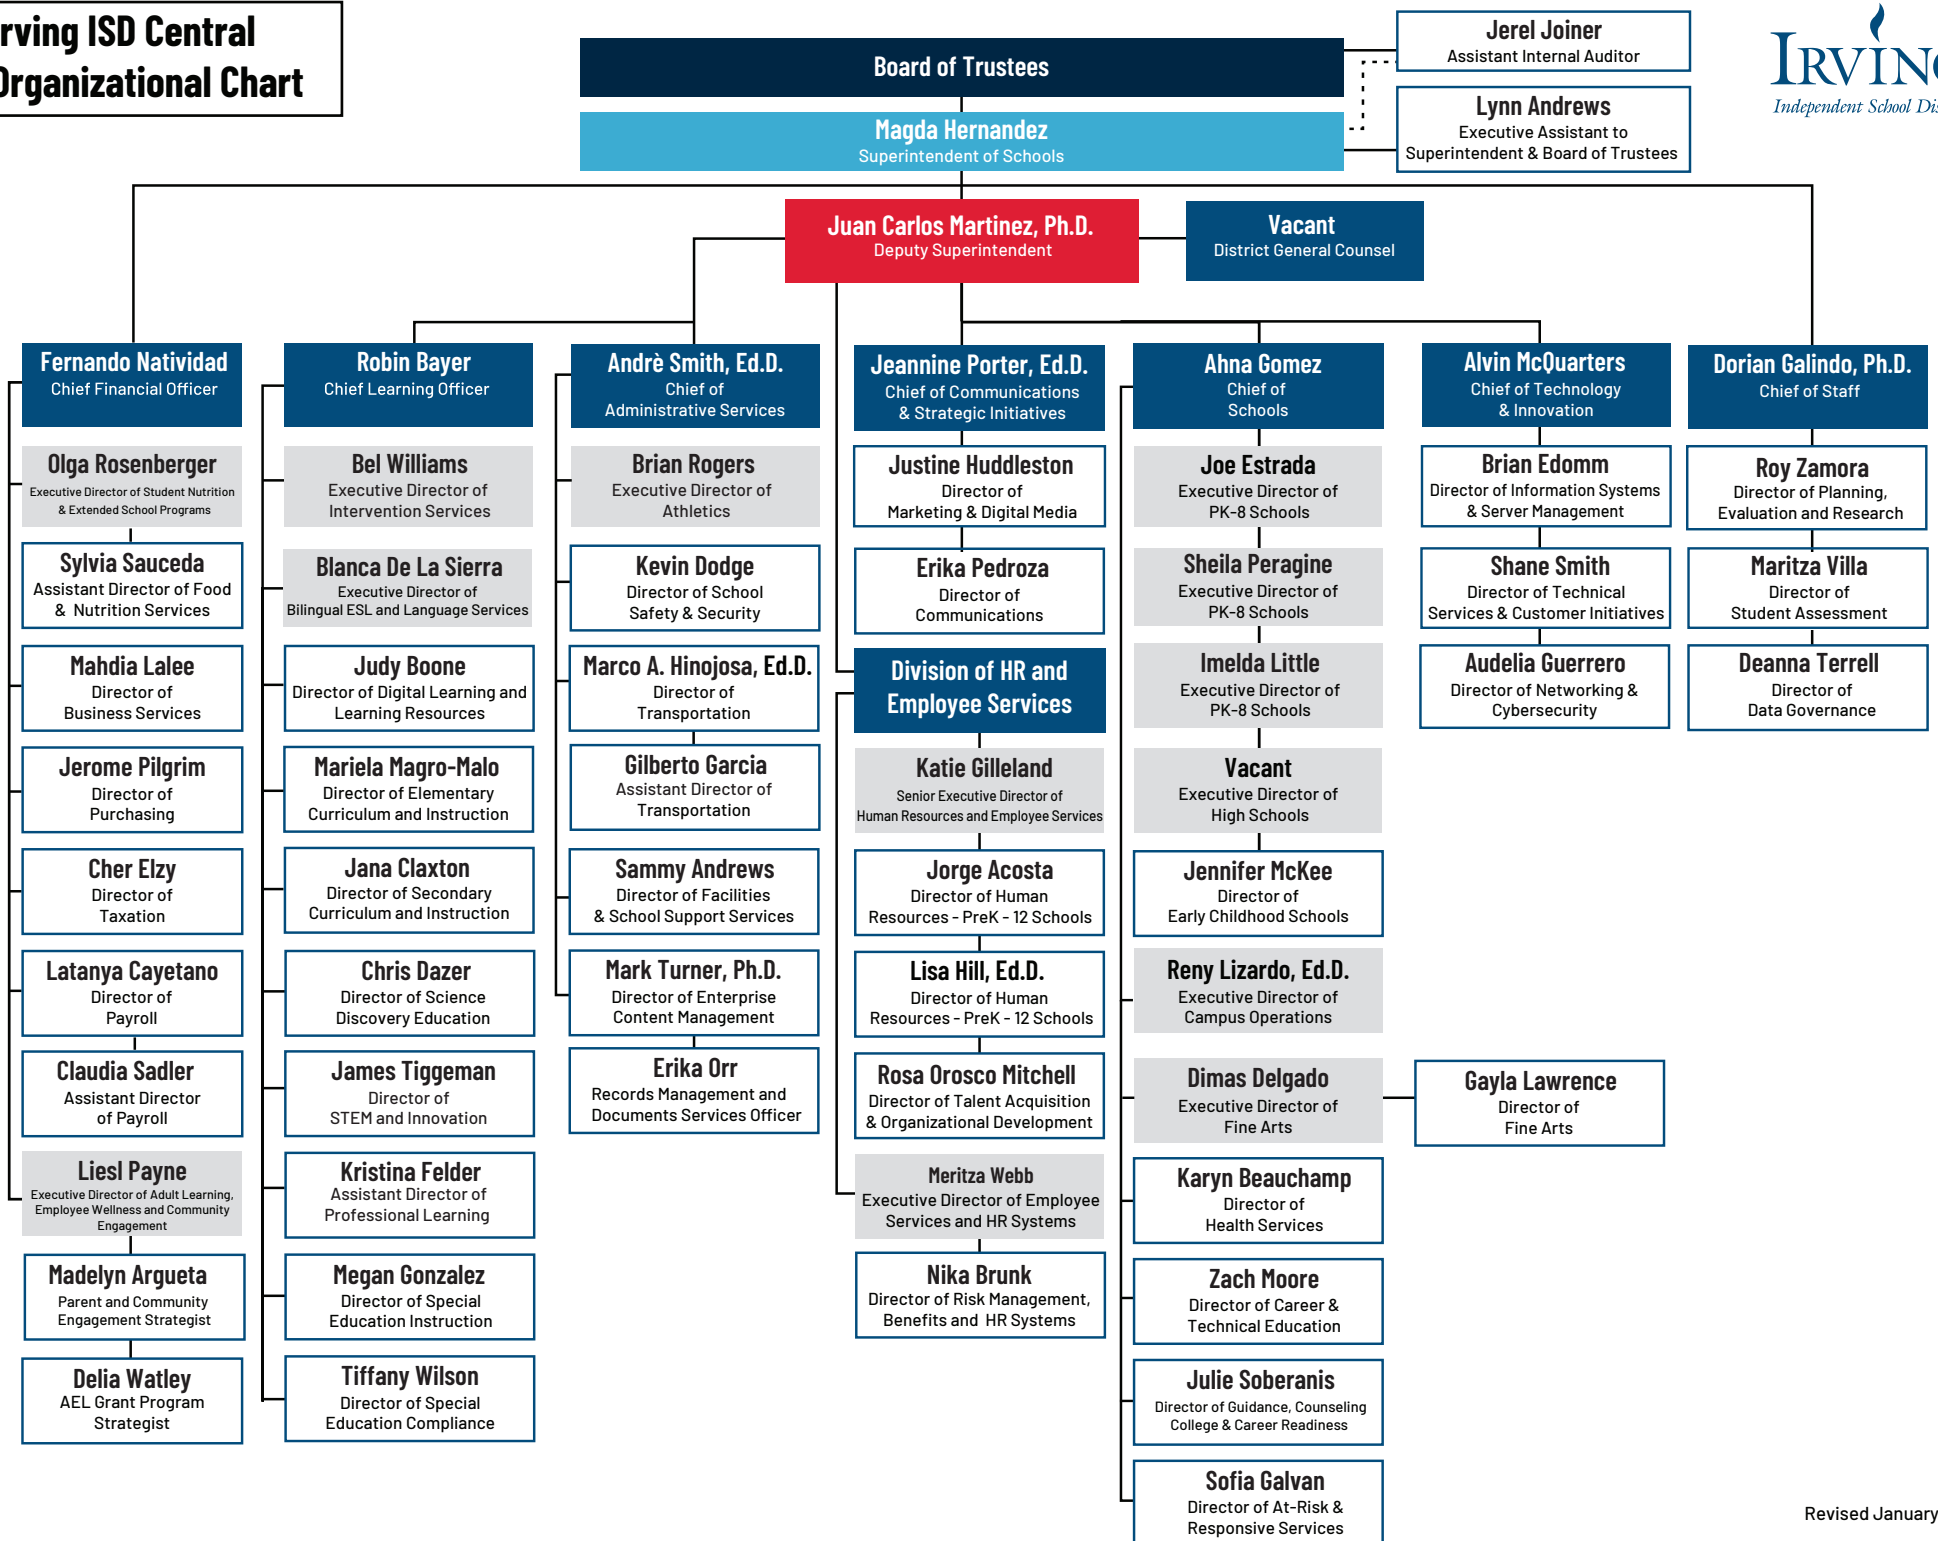 rving ISD Central
Organizational Chart
Board of Trustees
Magda Hernandez
Superintendent of Schools
Jerel Joiner
Assistant Internal Auditor
Lynn Andrews
Executive Assistant to
Superintendent & Board of Trustees
IRVING
Independent School Dis
Juan Carlos Martinez, Ph.D.
Deputy Superintendent
Vacant
District General Counsel
Fernando Natividad
Chief Financial Officer
Olga Rosenberger
Executive Director of Student Nutrition
& Extended School Programs
Sylvia Sauceda
Assistant Director of Food
& Nutrition Services
Mahdia Lalee
Director of
Business Services
Jerome Pilgrim
Director of
Purchasing
Cher Elzy
Director of
Taxation
Latanya Cayetano
Director of
Payroll
Claudia Sadler
Assistant Director
of Payroll
Liesl Payne
Executive Director of Adult Learning,
Employee Wellness and Community
Engagement
Madelyn Argueta
Parent and Community
Engagement Strategist
Delia Watley
AEL Grant Program
Strategist
Robin Bayer
Chief Learning Officer
Bel Williams
Executive Director of
Intervention Services
Blanca De La Sierra
Executive Director of
Bilingual ESL and Language Services
Judy Boone
Director of Digital Learning and
Learning Resources
Mariela Magro-Malo
Director of Elementary
Curriculum and Instruction
Jana Claxton
Director of Secondary
Curriculum and Instruction
Chris Dazer
Director of Science
Discovery Education
James Tiggeman
Director of
STEM and Innovation
Kristina Felder
Assistant Director of
Professional Learning
Megan Gonzalez
Director of Special
Education Instruction
Tiffany Wilson
Director of Special
Education Compliance
Andrè Smith, Ed.D.
Chief of
Administrative Services
Brian Rogers
Executive Director of
Athletics
Kevin Dodge
Director of School
Safety & Security
Marco A. Hinojosa, Ed.D.
Director of
Transportation
Gilberto Garcia
Assistant Director of
Transportation
Sammy Andrews
Director of Facilities
& School Support Services
Mark Turner, Ph.D.
Director of Enterprise
Content Management
Erika Orr
Records Management and
Documents Services Officer
Jeannine Porter, Ed.D.
Chief of Communications
& Strategic Initiatives
Justine Huddleston
Director of
Marketing & Digital Media
Erika Pedroza
Director of
Communications
Division of HR and
Employee Services
Katie Gilleland
Senior Executive Director of
Human Resources and Employee Services
Jorge Acosta
Director of Human
Resources - PreK - 12 Schools
Lisa Hill, Ed.D.
Director of Human
Resources - PreK - 12 Schools
Rosa Orosco Mitchell
Director of Talent Acquisition
& Organizational Development
Meritza Webb
Executive Director of Employee
Services and HR Systems
Nika Brunk
Director of Risk Management,
Benefits and HR Systems
Ahna Gomez
Chief of
Schools
Joe Estrada
Executive Director of
PK-8 Schools
Sheila Peragine
Executive Director of
PK-8 Schools
Imelda Little
Executive Director of
PK-8 Schools
Vacant
Executive Director of
High Schools
Jennifer McKee
Director of
Early Childhood Schools
Reny Lizardo, Ed.D.
Executive Director of
Campus Operations
Dimas Delgado
Executive Director of
Fine Arts
Gayla Lawrence
Director of
Fine Arts
Karyn Beauchamp
Director of
Health Services
Zach Moore
Director of Career &
Technical Education
Julie Soberanis
Director of Guidance, Counseling
College & Career Readiness
Sofia Galvan
Director of At-Risk &
Responsive Services
Alvin McQuarters
Chief of Technology
& Innovation
Brian Edomm
Director of Information Systems
& Server Management
Shane Smith
Director of Technical
Services & Customer Initiatives
Audelia Guerrero
Director of Networking &
Cybersecurity
Dorian Galindo, Ph.D.
Chief of Staff
Roy Zamora
Director of Planning,
Evaluation and Research
Maritza Villa
Director of
Student Assessment
Deanna Terrell
Director of
Data Governance
Revised January